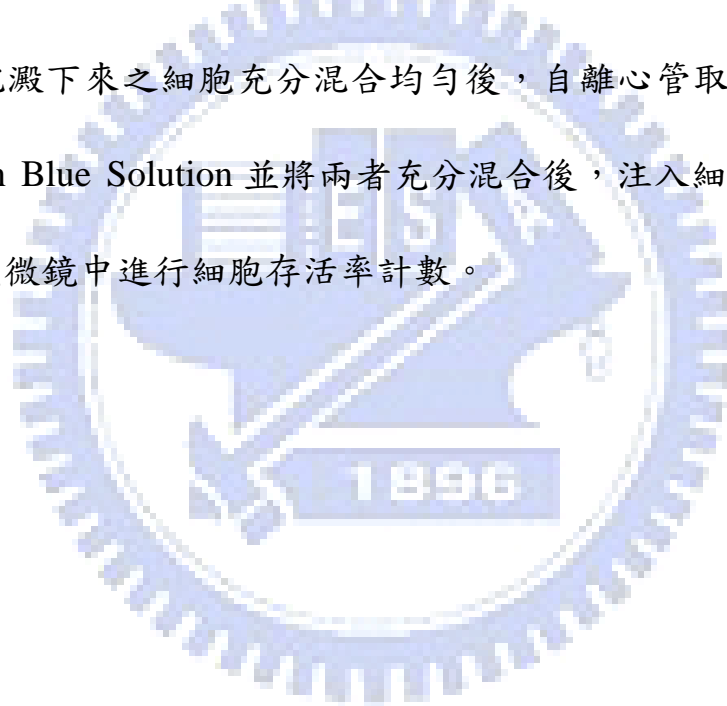 澱下來之細胞充分混合均勻後，自離心管取
Blue Solution 並將兩者充分混合後，注入細
微鏡中進行細胞存活率計數。
ES
1896